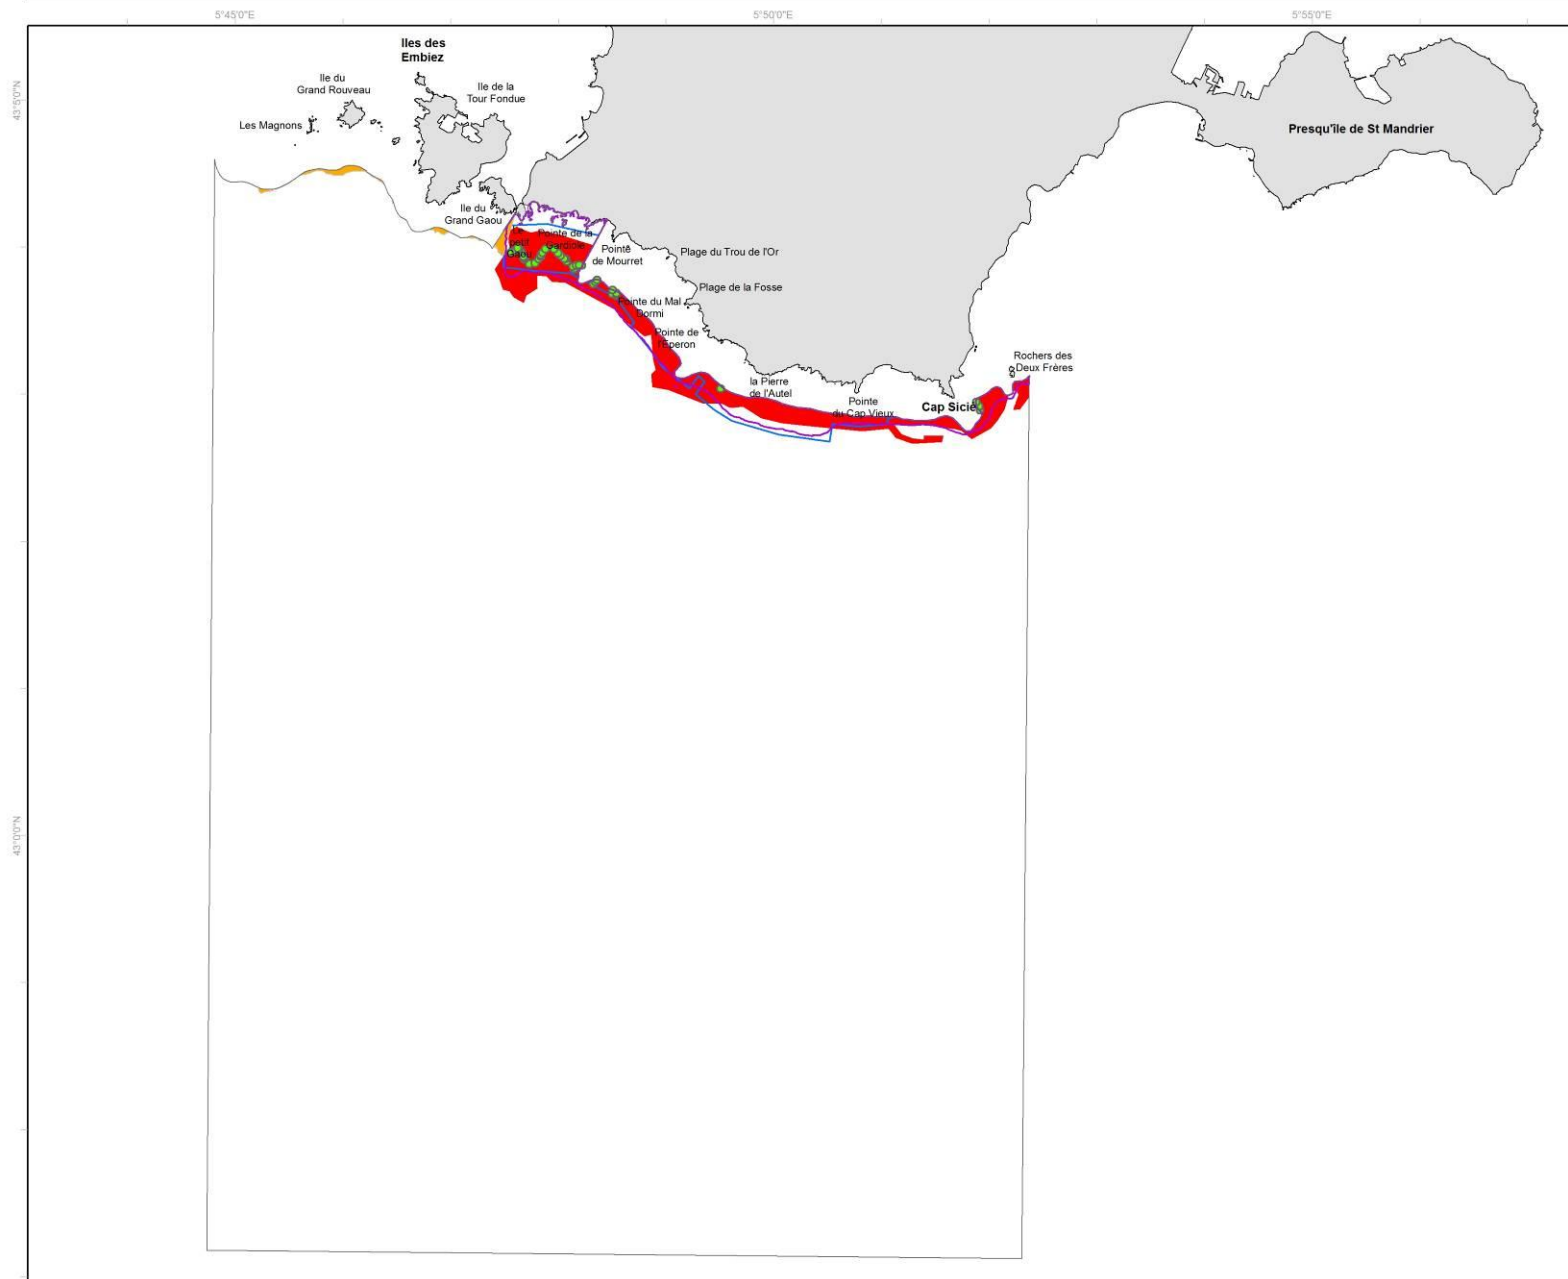 5°45'0"E
5°50'0"E
5°55'0"E
43°5'0"N
43°0'0"N
Iles des
Embiez
Ile du
Grand Rouveau
Ile de la
Tour Fondue
Les Magnons
Presqu'île de St Mandrier
Ile du
Grand Gaou
Le
petit
Gaou
Pointe de la
Gardiole
Pointe
de Mourret
Plage du Trou de l'Or
Plage de la Fosse
Pointe du Mal
Dormi
Pointe de
l'Eperon
Rochers des
Deux Frères
la Pierre
de l'Autel
Pointe
du Cap Vieux
Cap Sicié